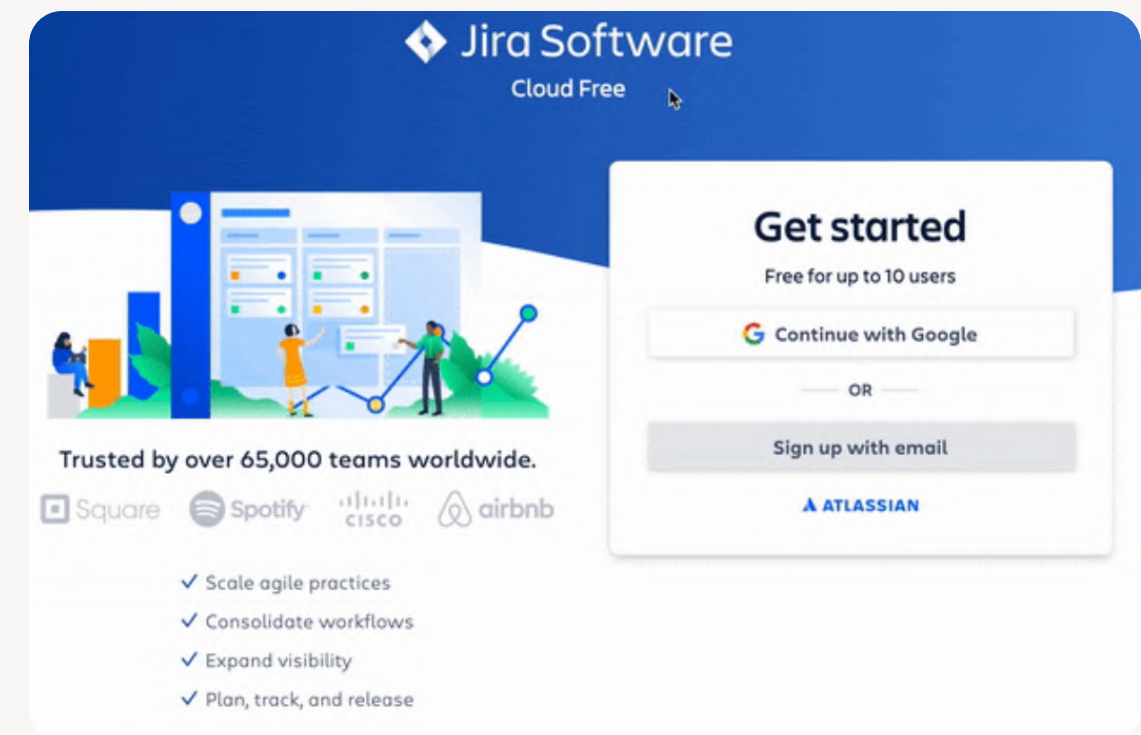 Jira Software
Cloud Free
Get started
Free for up to 10 users
Continue with Google
OR
Sign up with email
ATLASSIAN
Trusted by over 65,000 teams worldwide.
Square Spotify CISCO airbnb
Scale agile practices
Consolidate workflows
Expand visibility
Plan, track, and release